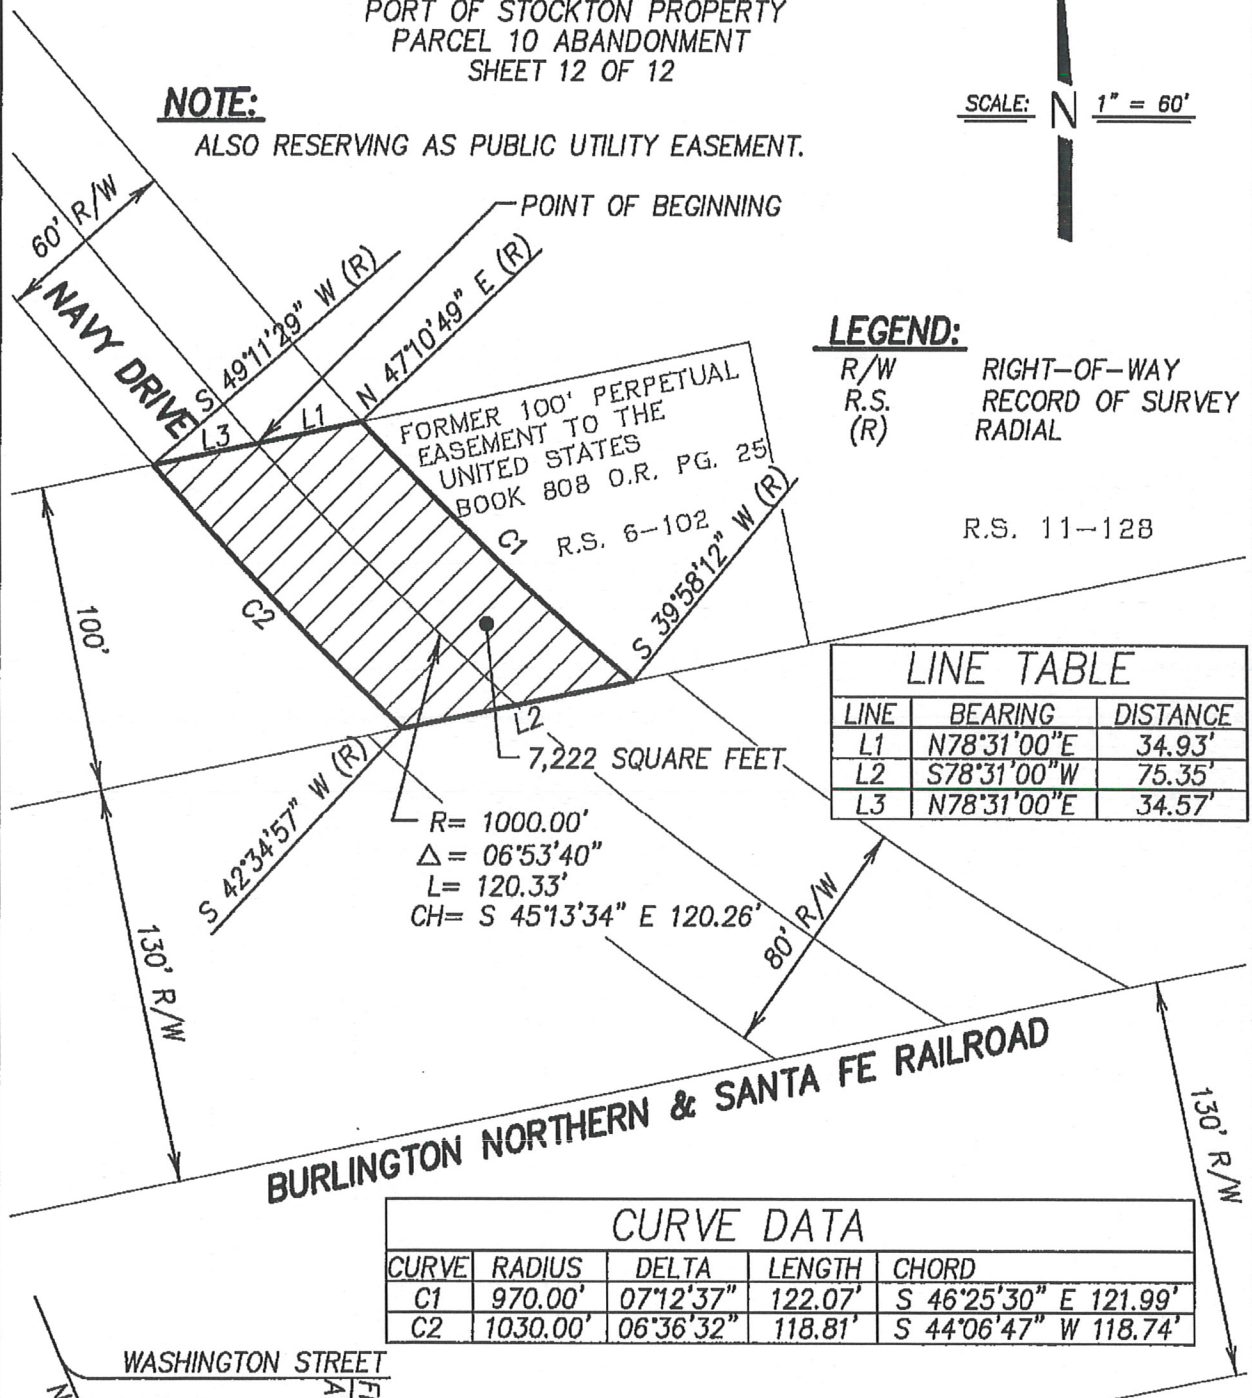 PORT OF STOCKTON PROPERTY
PARCEL 10 ABANDONMENT
SHEET 12 OF 12
NOTE:
ALSO RESERVING AS PUBLIC UTILITY EASEMENT.
SCALE: N 1" = 60'
60' R/W
POINT OF BEGINNING
NAVY DRIVE
S 49°11'29" W (R)
N 47°10'49" E (R)
LEGEND:
R/W RIGHT-OF-WAY
R.S. RECORD OF SURVEY
(R) RADIAL
L3
L1
FORMER 100' PERPETUAL
EASEMENT TO THE
UNITED STATES
BOOK 808 O.R. PG. 25
R.S. 6-102
R.S. 11-128
C1
C2
S 39°58'12" W (R)
100'
L2
7,222 SQUARE FEET
S 42°34'57" W (R)
R= 1000.00'
Δ= 06°53'40"
L= 120.33'
CH= S 45°13'34" E 120.26'
LINE TABLE
LINE BEARING DISTANCE
L1 N78°31'00"E 34.93'
L2 S78°31'00"W 75.35'
L3 N78°31'00"E 34.57'
80' R/W
130' R/W
BURLINGTON NORTHERN & SANTA FE RAILROAD
130' R/W
CURVE DATA
CURVE RADIUS DELTA LENGTH CHORD
C1 970.00' 07°12'37" 122.07' S 46°25'30" E 121.99'
C2 1030.00' 06°36'32" 118.81' S 44°06'47" W 118.74'
WASHINGTON STREET